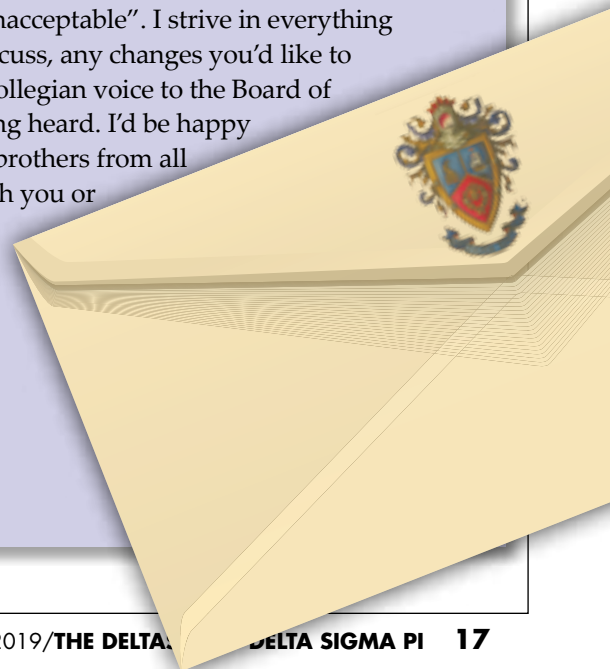 nacceptable”. I strive in everything
cuss, any changes you’d like to
ollegian voice to the Board of
ng heard. I’d be happy
brothers from all
h you or
2019/THE DELTAS DELTA SIGMA PI 17